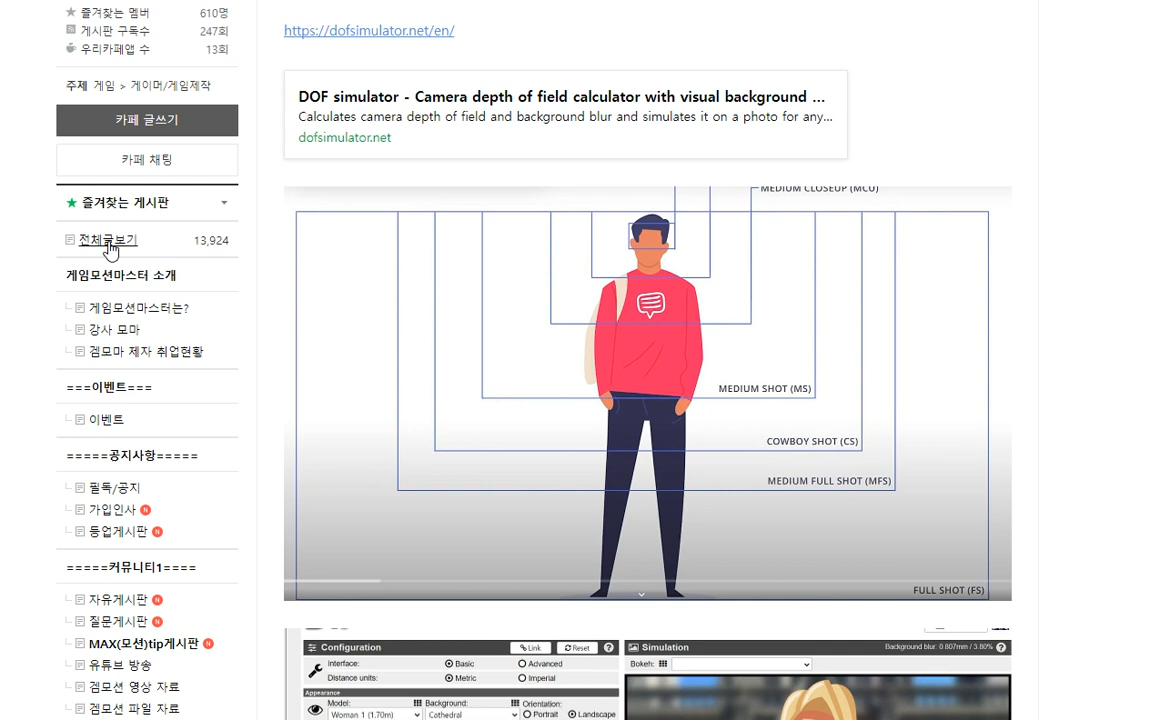 즐겨찾는 멤버 610명
게시판 구독수 247회
우리카페앱 수 13회
주제 게임 > 게이머/게임제작
카페 글쓰기
카페 채팅
즐겨찾는 게시판
전체글보기 13,924
게임모션마스터 소개
게임모션마스터는?
강사 모마
겜모마 제자 취업현황
===이벤트===
이벤트
=====공지사항=====
필독/공지
가입인사 N
등업게시판 N
=====커뮤니티1====
자유게시판 N
질문게시판 N
MAX(모션)tip게시판 N
유튜브 방송
겜모션 영상 자료
겜모션 파일 자료
https://dofsimulator.net/en/
DOF simulator - Camera depth of field calculator with visual background ...
Calculates camera depth of field and background blur and simulates it on a photo for any...
dofsimulator.net
MEDIUM CLOSEUP (MCU)
MEDIUM SHOT (MS)
COWBOY SHOT (CS)
MEDIUM FULL SHOT (MFS)
FULL SHOT (FS)
Configuration Link Reset ?
Interface: Basic Advanced
Distance units: Metric Imperial
Appearance
Model: Background: Orientation:
Woman 1 (1.70m) Cathedral Portrait Landscape
Simulation Background blur: 0.807mm / 3.80% ?
Bokeh: